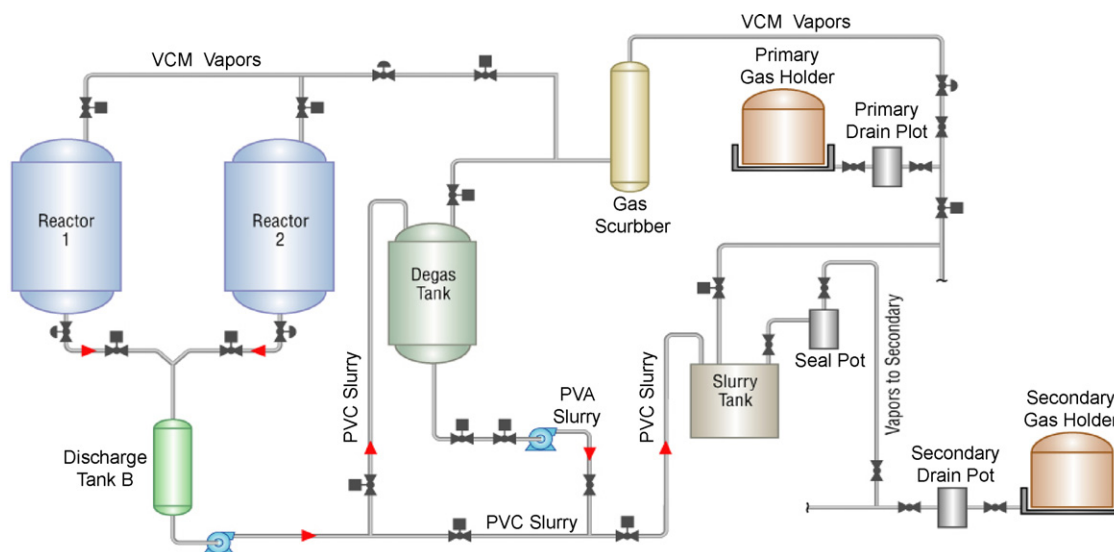 VCM Vapors
VCM Vapors
Primary
Gas Holder
Primary
Drain Plot
Reactor
1
Reactor
2
Gas
Scurbber
Degas
Tank
PVC Slurry
PVA
Slurry
PVC Slurry
Slurry
Tank
Seal Pot
Vapors to Secondary
Secondary
Gas Holder
Secondary
Drain Pot
Discharge
Tank B
PVC Slurry